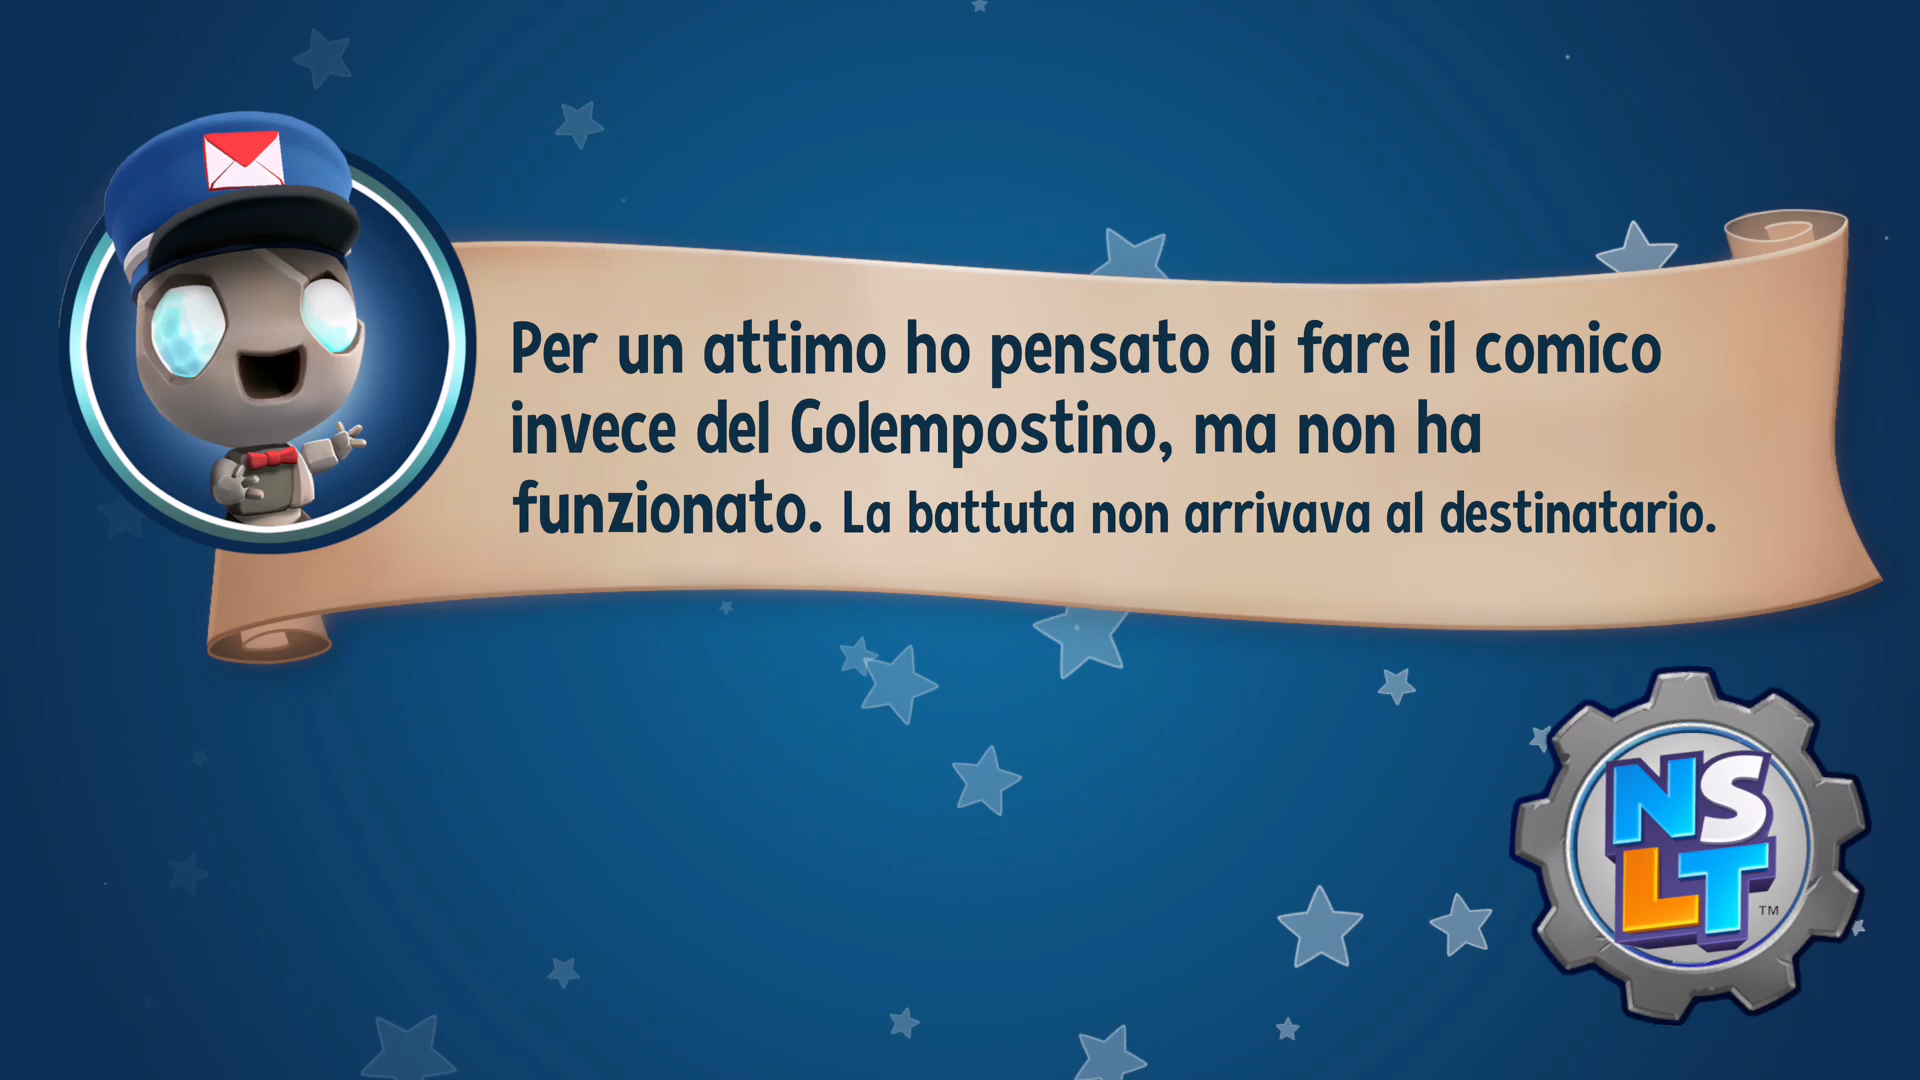 Per un attimo ho pensato di fare il comico
invece del Golempostino, ma non ha
funzionato. La battuta non arrivava al destinatario.
NS
LT
TM